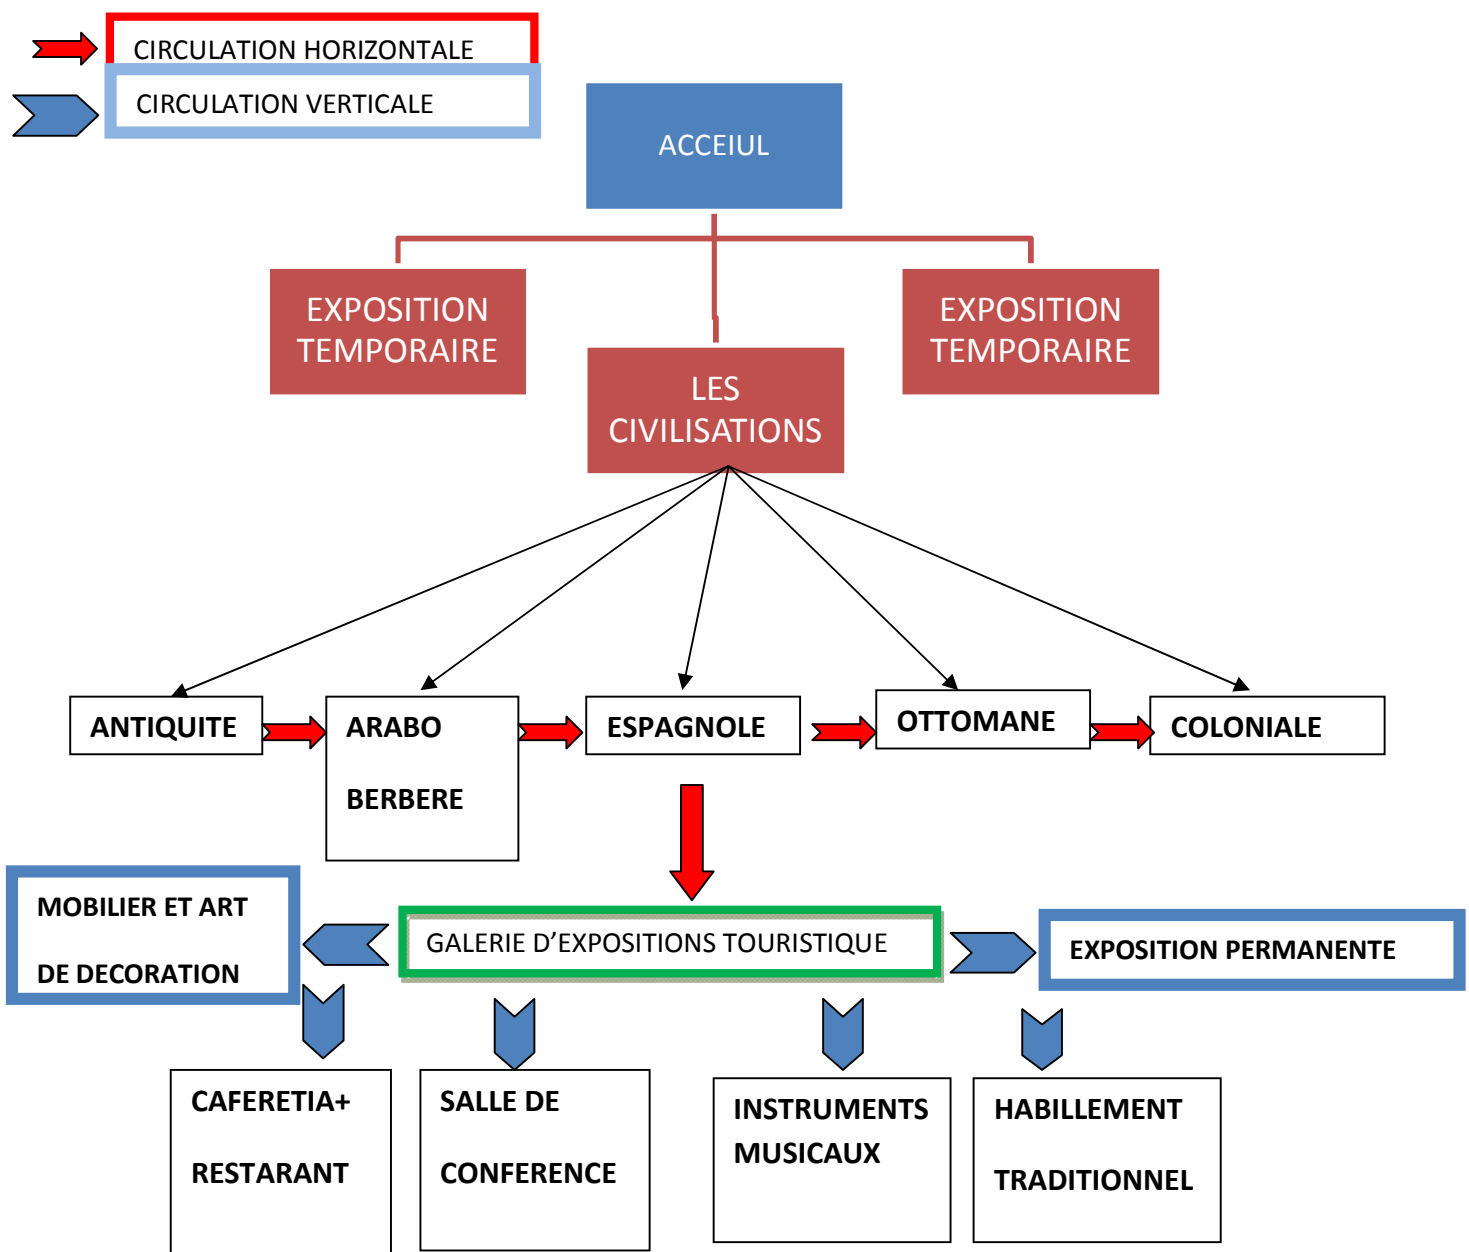 CIRCULATION HORIZONTALE
CIRCULATION VERTICALE
ACCEIUL
EXPOSITION
TEMPORAIRE
EXPOSITION
TEMPORAIRE
LES
CIVILISATIONS
ANTIQUITE
ARABO
BERBERE
ESPAGNOLE
OTTOMANE
COLONIALE
MOBILIER ET ART
DE DECORATION
GALERIE D’EXPOSITIONS TOURISTIQUE
EXPOSITION PERMANENTE
CAFERETIA+
RESTARANT
SALLE DE
CONFERENCE
INSTRUMENTS
MUSICAUX
HABILLEMENT
TRADITIONNEL